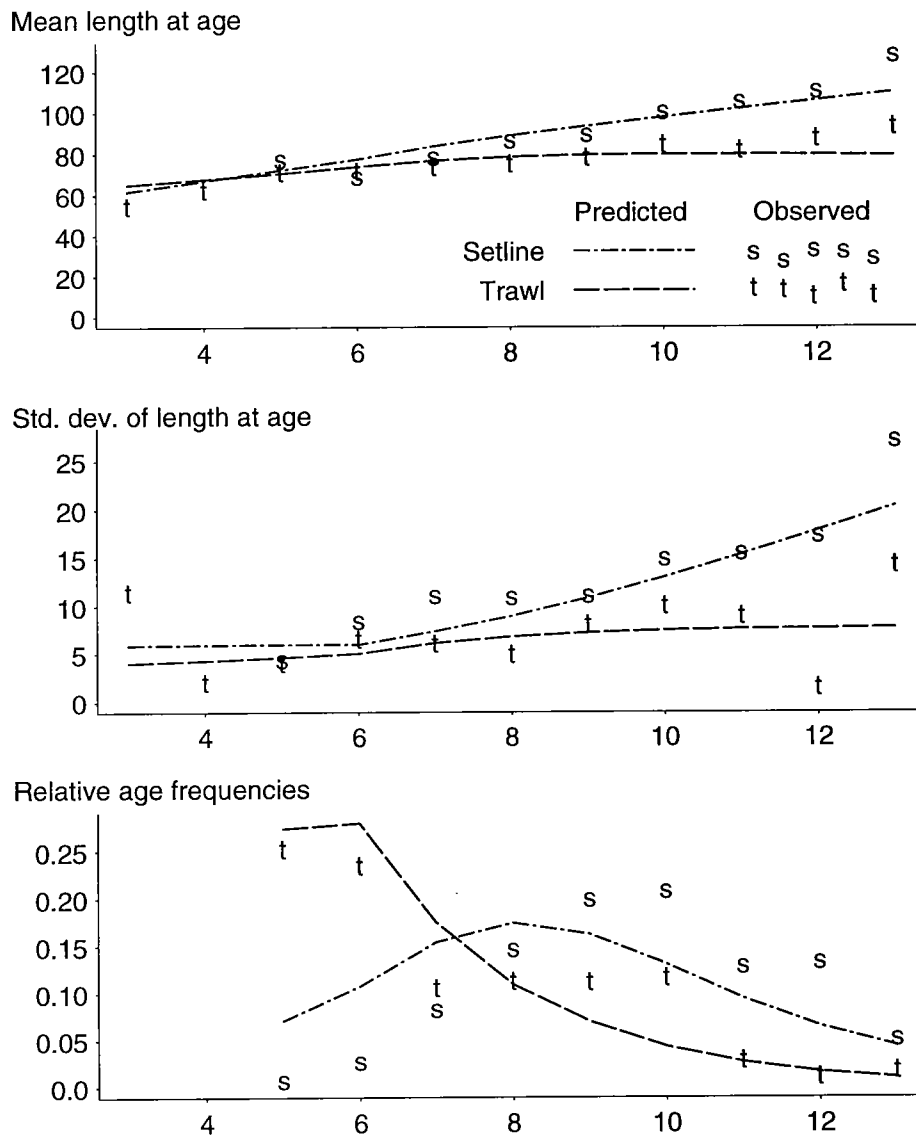 Mean length at age
120
100
80
60
40
20
0
s s s s s s s s s
t t t t t t t t t t t
Predicted Observed
Setline s s s s s
Trawl t t t t t
4 6 8 10 12
Std. dev. of length at age
25
20
15
10
5
0
s s s s s s s s s
t t t t t t t t t t t
4 6 8 10 12
Relative age frequencies
0.25
0.20
0.15
0.10
0.05
0.0
t t t t t t t t t
s s s s s s s s s
4 6 8 10 12